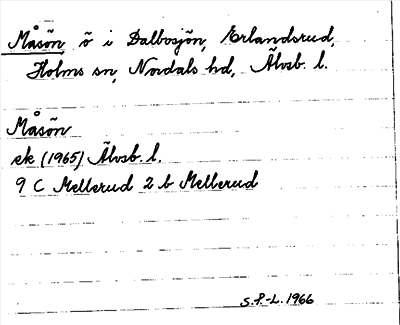 Måsön, ö i Dalbosjön, Erlandsrud,
Holms sn, Nordals hd, Älvsb. l.
Måsön
ek (1965) Älvsb. l.
9 C Mellerud 2 b Mellerud
S.P-L. 1966